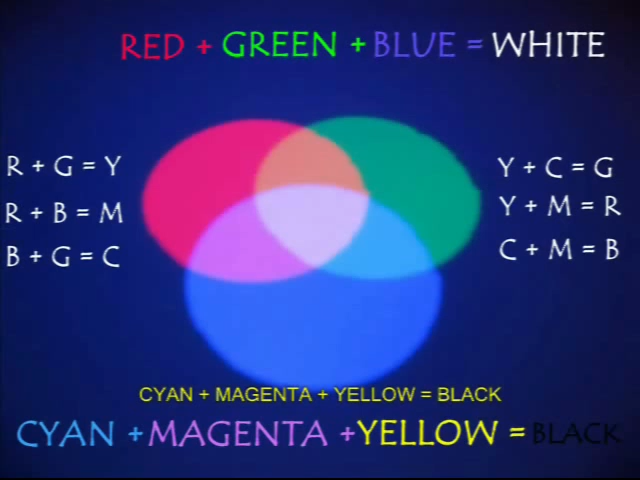 RED + GREEN + BLUE = WHITE
R + G = Y
R + B = M
B + G = C
Y + C = G
Y + M = R
C + M = B
CYAN + MAGENTA + YELLOW = BLACK
CYAN + MAGENTA + YELLOW = BLACK